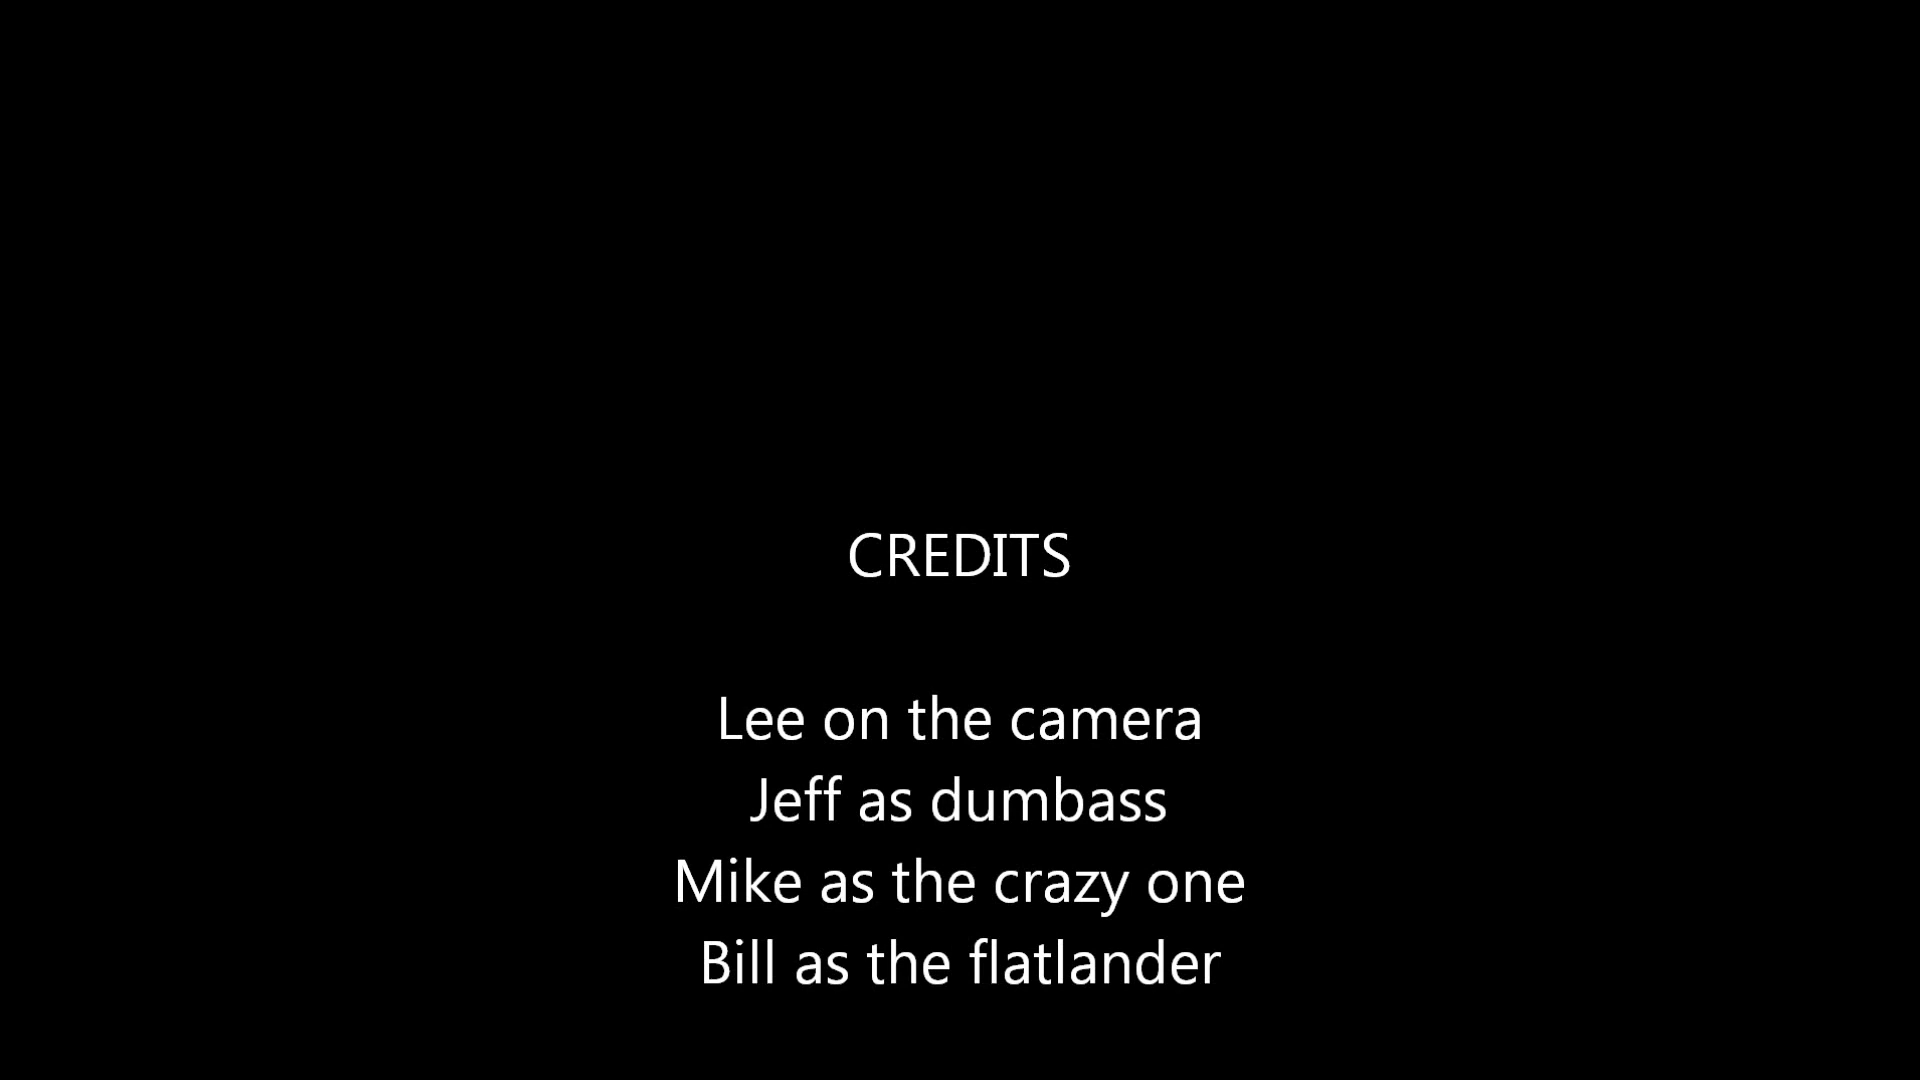 CREDITS
Lee on the camera
Jeff as dumbass
Mike as the crazy one
Bill as the flatlander